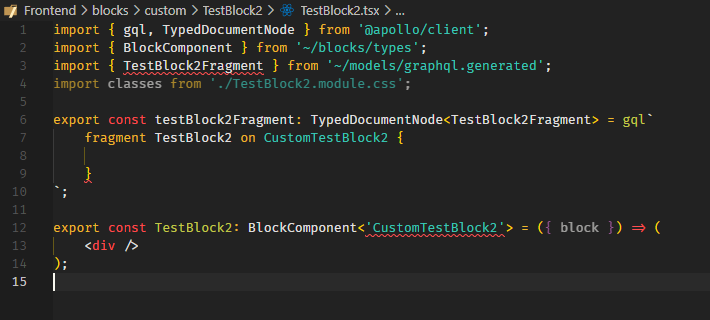 Frontend > blocks > custom > TestBlock2 > TestBlock2.tsx > ...
1 import { gql, TypedDocumentNode } from '@apollo/client';
2 import { BlockComponent } from '~/blocks/types';
3 import { TestBlock2Fragment } from '~/models/graphql.generated';
4 import classes from './TestBlock2.module.css';
5
6 export const testBlock2Fragment: TypedDocumentNode<TestBlock2Fragment> = gql`
7     fragment TestBlock2 on CustomTestBlock2 {
8
9     }
10 `;
11
12 export const TestBlock2: BlockComponent<'CustomTestBlock2'> = ({ block }) => (
13     <div />
14 );
15